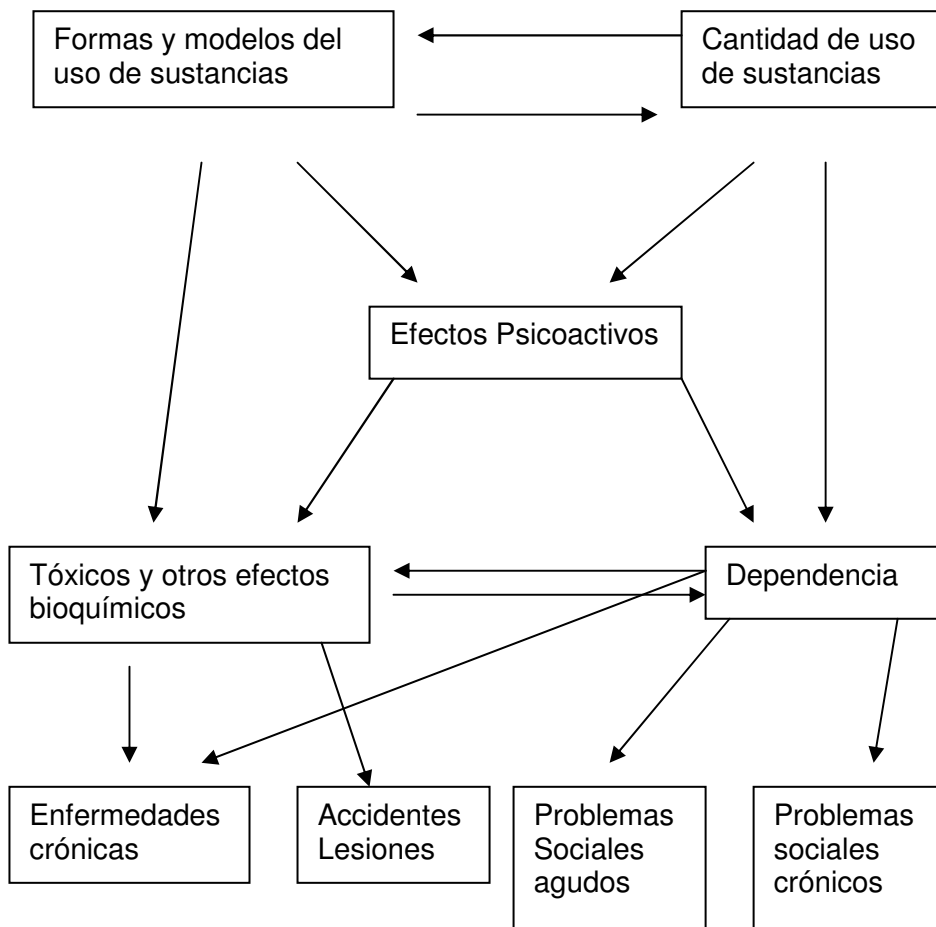 Formas y modelos del
uso de sustancias
Cantidad de uso
de sustancias
Efectos Psicoactivos
Tóxicos y otros efectos
bioquímicos
Dependencia
Enfermedades
crónicas
Accidentes
Lesiones
Problemas
Sociales
agudos
Problemas
sociales
crónicos